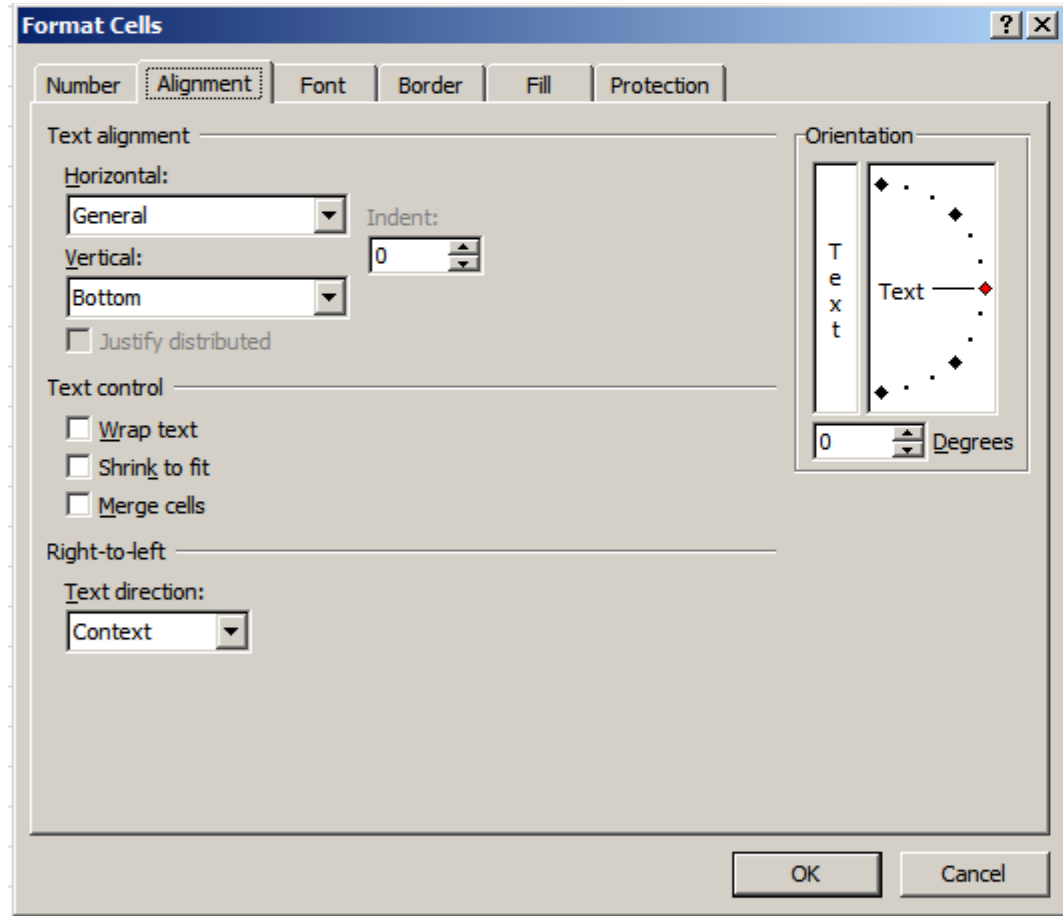 Format Cells
Number Alignment Font Border Fill Protection
Text alignment
Horizontal:
General
Indent:
0
Vertical:
Bottom
Justify distributed
Text control
Wrap text
Shrink to fit
Merge cells
Right-to-left
Text direction:
Context
Orientation
Text
Text
0 Degrees
OK Cancel